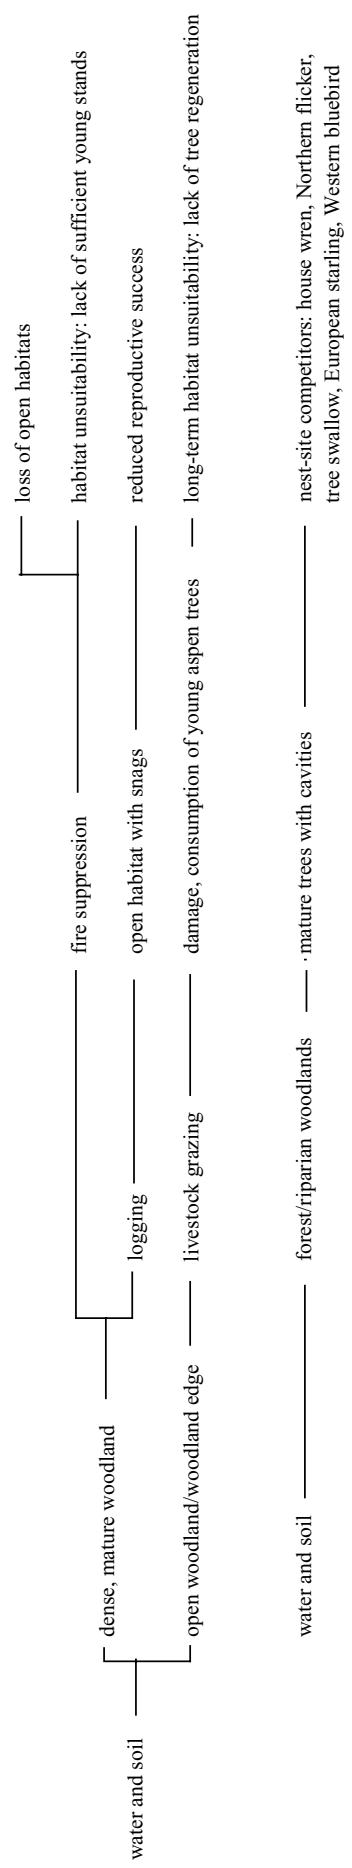 loss of open habitats
fire suppression
habitat unsuitability: lack of sufficient young stands
dense, mature woodland
logging
open habitat with snags
reduced reproductive success
water and soil
open woodland/woodland edge
livestock grazing
damage, consumption of young aspen trees
long-term habitat unsuitability: lack of tree regeneration
water and soil
forest/riparian woodlands
mature trees with cavities
nest-site competitors: house wren, Northern flicker,
tree swallow, European starling, Western bluebird